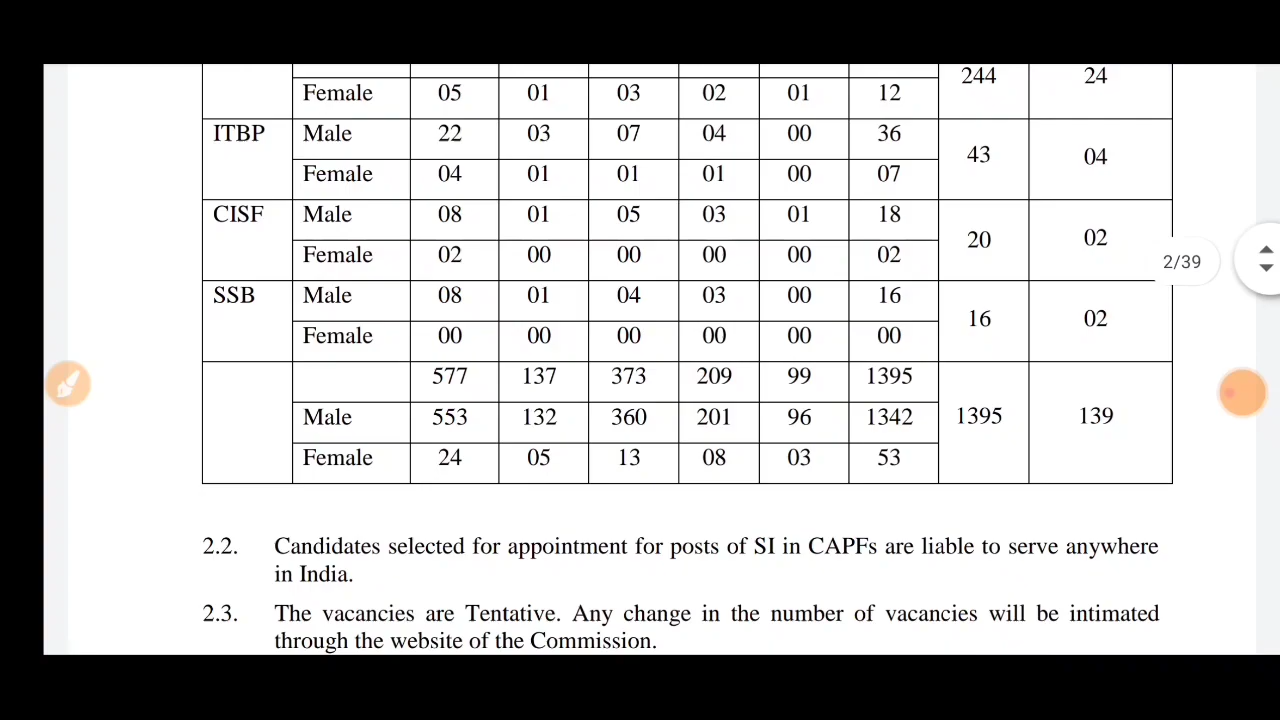 244 24
Female 05 01 03 02 01 12
ITBP Male 22 03 07 04 00 36
43 04
Female 04 01 01 01 00 07
CISF Male 08 01 05 03 01 18
20 02
Female 02 00 00 00 00 02
2/39
SSB Male 08 01 04 03 00 16
16 02
Female 00 00 00 00 00 00
577 137 373 209 99 1395
Male 553 132 360 201 96 1342 1395 139
Female 24 05 13 08 03 53
2.2. Candidates selected for appointment for posts of SI in CAPFs are liable to serve anywhere
in India.
2.3. The vacancies are Tentative. Any change in the number of vacancies will be intimated
through the website of the Commission.